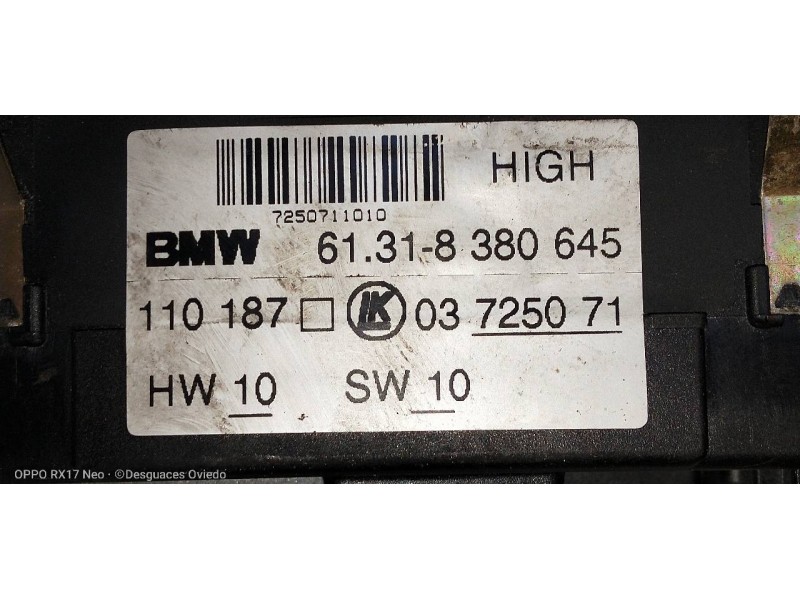 HIGH
7250711010
BMW 61.31-8 380 645
110 187 □ LK 03 7250 71
HW 10 SW 10
OPPO RX17 Neo · ©Desguaces Oviedo